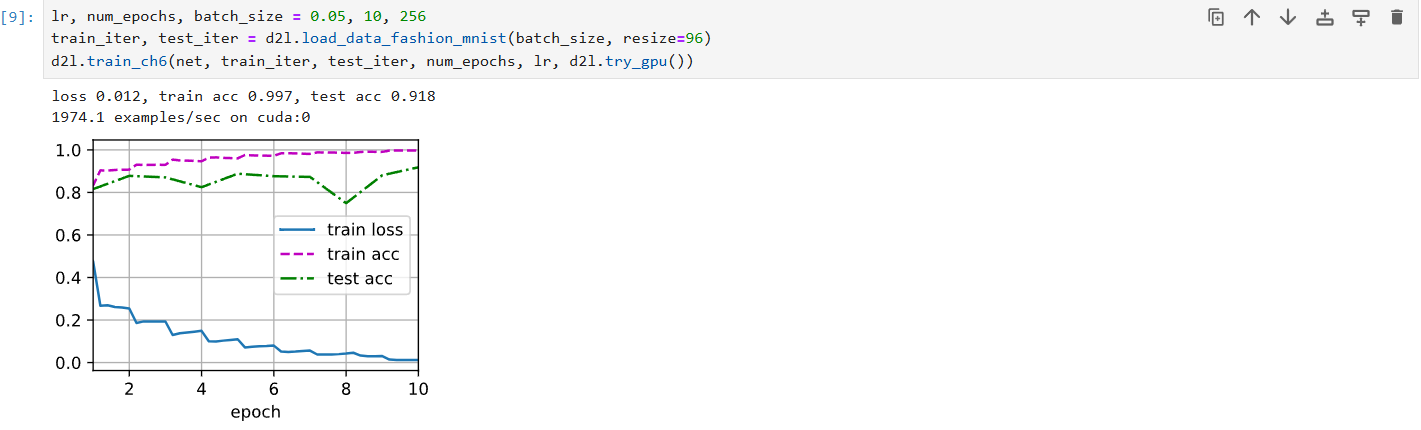 [9]: lr, num_epochs, batch_size = 0.05, 10, 256
train_iter, test_iter = d2l.load_data_fashion_mnist(batch_size, resize=96)
d2l.train_ch6(net, train_iter, test_iter, num_epochs, lr, d2l.try_gpu())
loss 0.012, train acc 0.997, test acc 0.918
1974.1 examples/sec on cuda:0
1.0
0.8
0.6
train loss
train acc
0.4
test acc
0.2
0.0
2 4 6 8 10
epoch